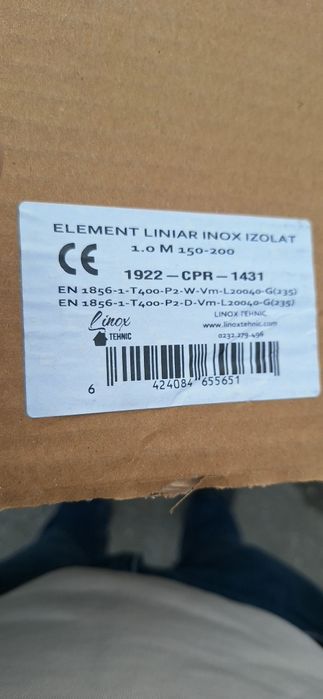 ELEMENT LINIAR INOX IZOLAT
1.0 M 150-200
CE
1922 – CPR – 1431
EN 1856-1-T400-P2-W-Vm-L20040-G(235)
EN 1856-1-T400-P2-D-Vm-L20040-G(235)
LINOX-TEHNIC
Linox
www.linoxtehnic.com
TEHNIC
0232.279.496
6 424084 655651